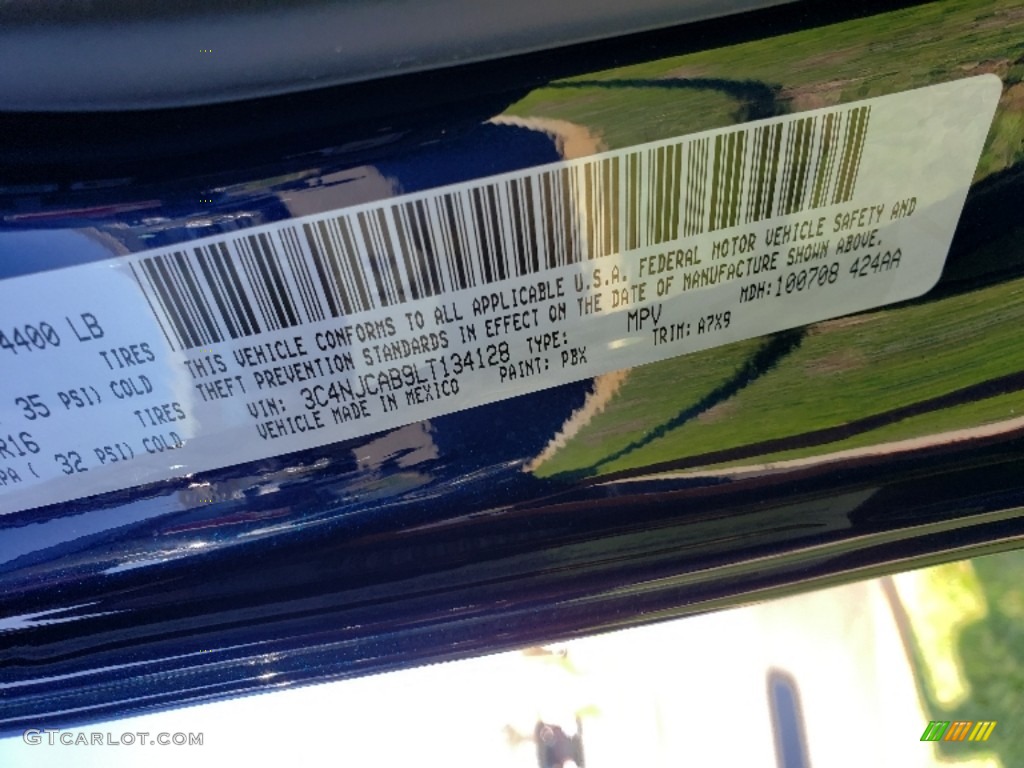 4400 LB
TIRES
35 PSI) COLD
R16 TIRES
PA ( 32 PSI) COLD
THIS VEHICLE CONFORMS TO ALL APPLICABLE U.S.A. FEDERAL MOTOR VEHICLE SAFETY AND
THEFT PREVENTION STANDARDS IN EFFECT ON THE DATE OF MANUFACTURE SHOWN ABOVE.
VIN: 3C4NJCAB9LT134128 TYPE: MPV MDH: 100708 424AA
VEHICLE MADE IN MEXICO PAINT: PBX TRIM: A7X9
GTCARLOT.COM